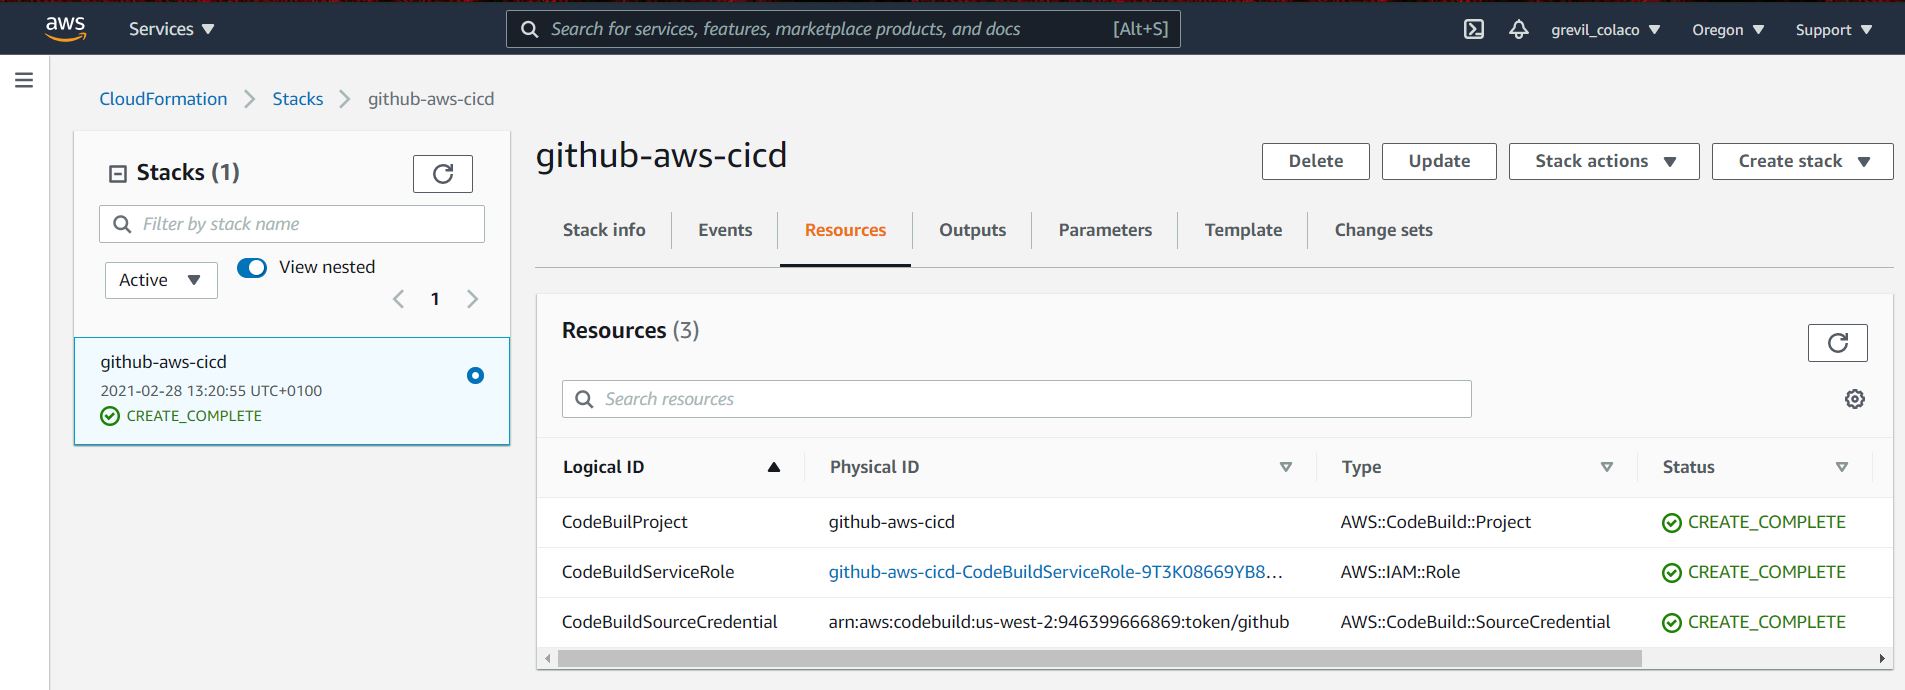 aws
Services
Search for services, features, marketplace products, and docs [Alt+S]
grevil_colaco
Oregon
Support
CloudFormation
Stacks
github-aws-cicd
Stacks (1)
Filter by stack name
Active
View nested
1
github-aws-cicd
2021-02-28 13:20:55 UTC+0100
CREATE_COMPLETE
github-aws-cicd
Delete
Update
Stack actions
Create stack
Stack info
Events
Resources
Outputs
Parameters
Template
Change sets
Resources (3)
Search resources
Logical ID Physical ID Type Status
CodeBuilProject github-aws-cicd AWS::CodeBuild::Project CREATE_COMPLETE
CodeBuildServiceRole github-aws-cicd-CodeBuildServiceRole-9T3K08669YB8... AWS::IAM::Role CREATE_COMPLETE
CodeBuildSourceCredential arn:aws:codebuild:us-west-2:946399666869:token/github AWS::CodeBuild::SourceCredential CREATE_COMPLETE